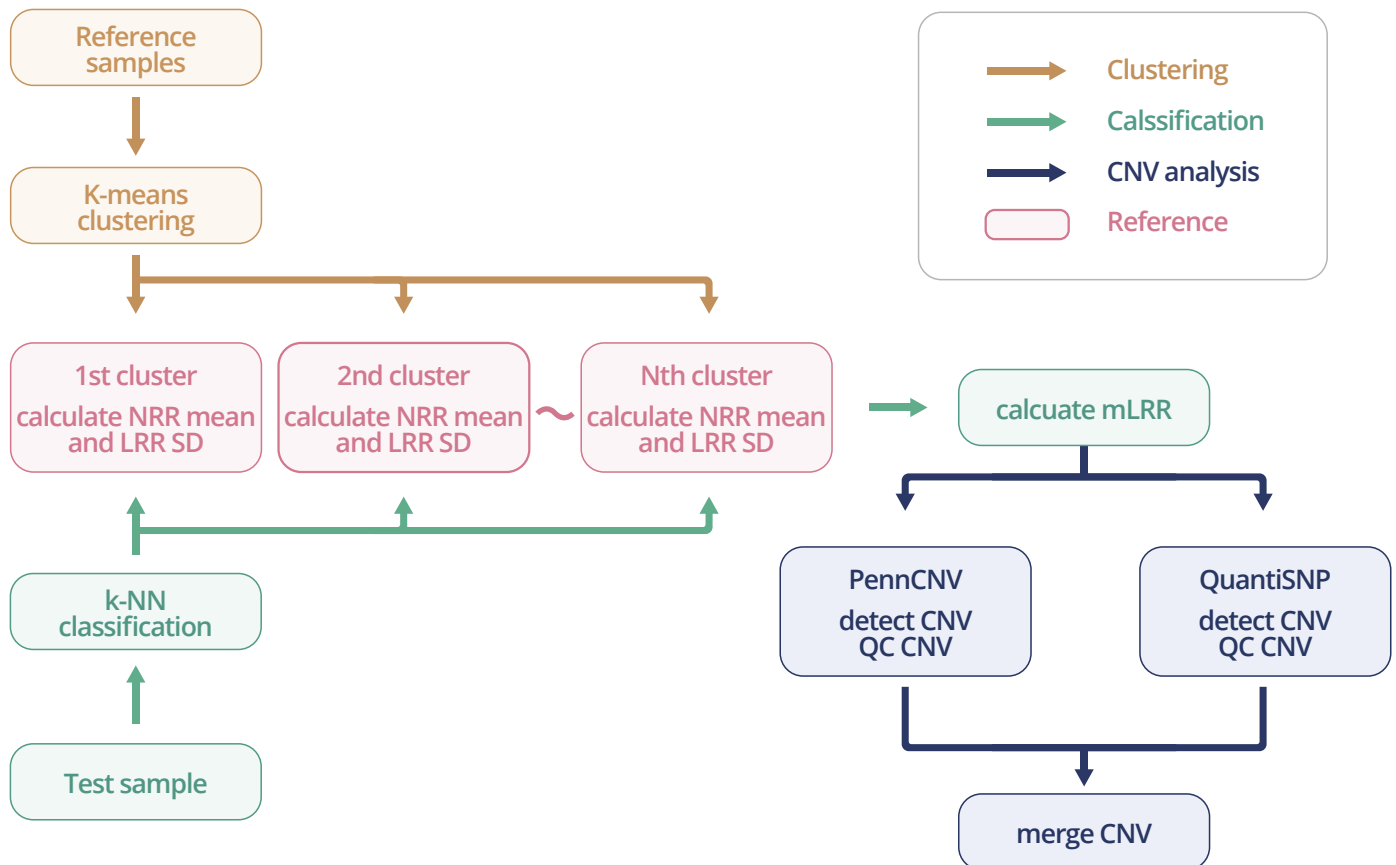 Reference
samples
K-means
clustering
Clustering
Calssification
CNV analysis
Reference
1st cluster
calculate NRR mean
and LRR SD
2nd cluster
calculate NRR mean
and LRR SD
~
Nth cluster
calculate NRR mean
and LRR SD
calcuate mLRR
k-NN
classification
Test sample
PennCNV
detect CNV
QC CNV
QuantiSNP
detect CNV
QC CNV
merge CNV